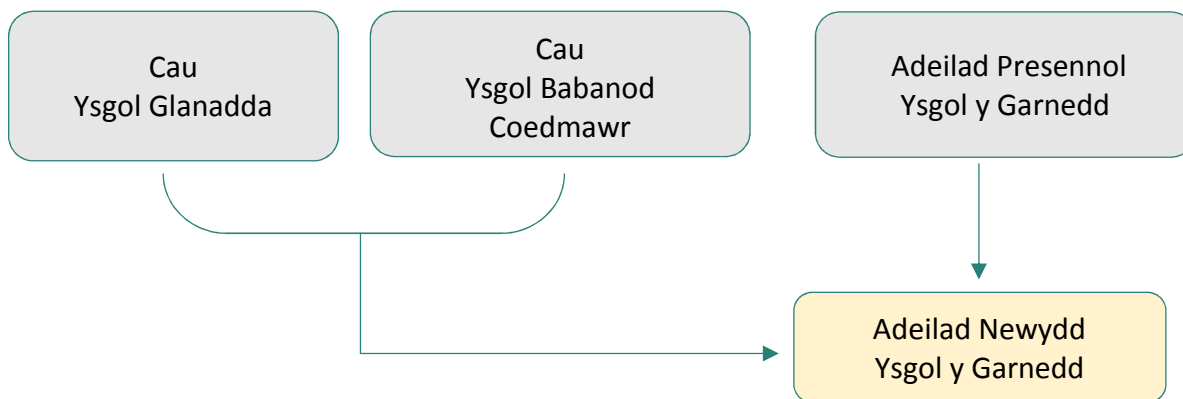 Cau
Ysgol Glanadda
Cau
Ysgol Babanod
Coedmawr
Adeilad Presennol
Ysgol y Garnedd
Adeilad Newydd
Ysgol y Garnedd